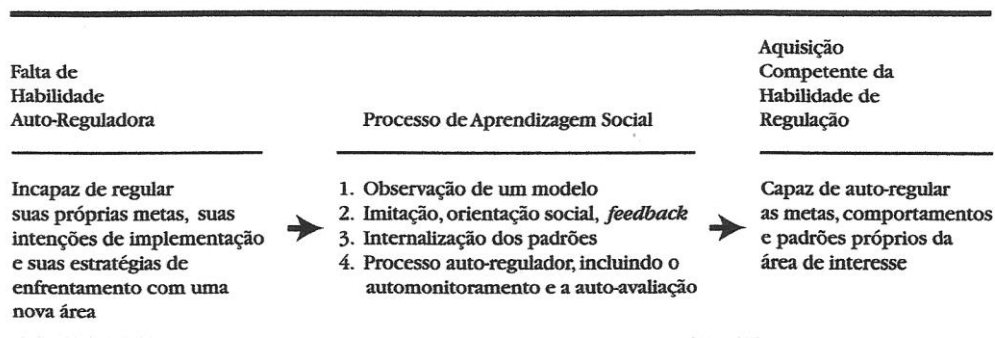 Falta de
Habilidade
Auto-Reguladora
Processo de Aprendizagem Social
Aquisição
Competente da
Habilidade de
Regulação
Incapaz de regular
suas próprias metas, suas
intenções de implementação
e suas estratégias de
enfrentamento com uma
nova área
1. Observação de um modelo
2. Imitação, orientação social, feedback
3. Internalização dos padrões
4. Processo auto-regulador, incluindo o
automonitoramento e a auto-avaliação
Capaz de auto-regular
as metas, comportamentos
e padrões próprios da
área de interesse